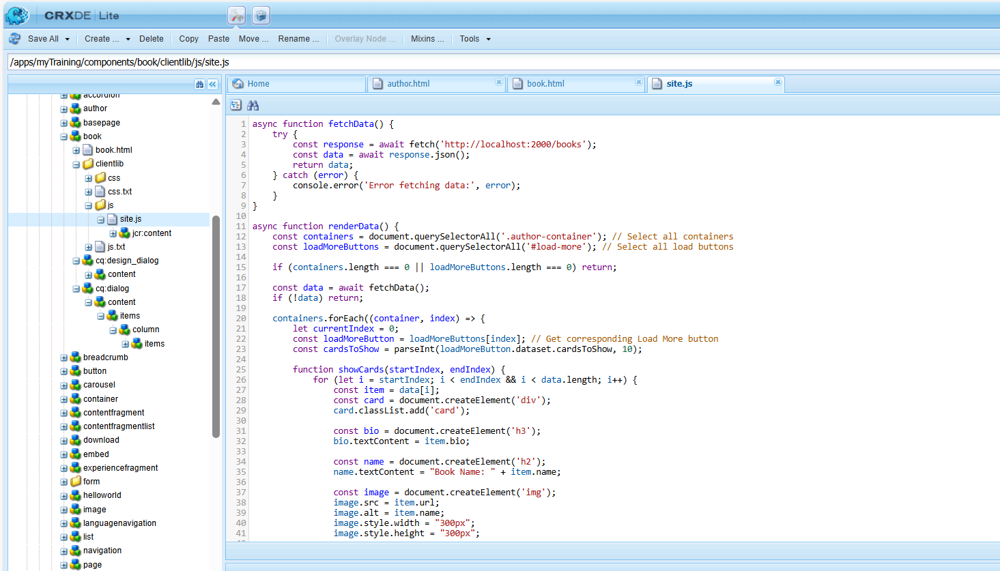 CRXDE | Lite
Save All Create ... Delete Copy Paste Move ... Rename ... Overlay Node ... Mixins ... Tools
/apps/myTraining/components/book/clientlib/js/site.js
accordion
author
basepage
book
book.html
clientlib
css
css.txt
js
site.js
jcr:content
js.txt
cq:design_dialog
content
cq:dialog
content
items
column
items
breadcrumb
button
carousel
container
contentfragment
contentfragmentlist
download
embed
experiencefragment
form
helloworld
image
languagenavigation
list
navigation
page
Home author.html book.html site.js
1 async function fetchData() {
2     try {
3         const response = await fetch('http://localhost:2000/books');
4         const data = await response.json();
5         return data;
6     } catch (error) {
7         console.error('Error fetching data:', error);
8     }
9 }
10
11 async function renderData() {
12     const containers = document.querySelectorAll('.author-container'); // Select all containers
13     const loadMoreButtons = document.querySelectorAll('#load-more'); // Select all load buttons
14
15     if (containers.length === 0 || loadMoreButtons.length === 0) return;
16
17     const data = await fetchData();
18     if (!data) return;
19
20     containers.forEach((container, index) => {
21         let currentIndex = 0;
22         const loadMoreButton = loadMoreButtons[index]; // Get corresponding Load More button
23         const cardsToShow = parseInt(loadMoreButton.dataset.cardsToShow, 10);
24
25         function showCards(startIndex, endIndex) {
26             for (let i = startIndex; i < endIndex && i < data.length; i++) {
27                 const item = data[i];
28                 const card = document.createElement('div');
29                 card.classList.add('card');
30
31                 const bio = document.createElement('h3');
32                 bio.textContent = item.bio;
33
34                 const name = document.createElement('h2');
35                 name.textContent = "Book Name: " + item.name;
36
37                 const image = document.createElement('img');
38                 image.src = item.url;
39                 image.alt = item.name;
40                 image.style.width = "300px";
41                 image.style.height = "300px";